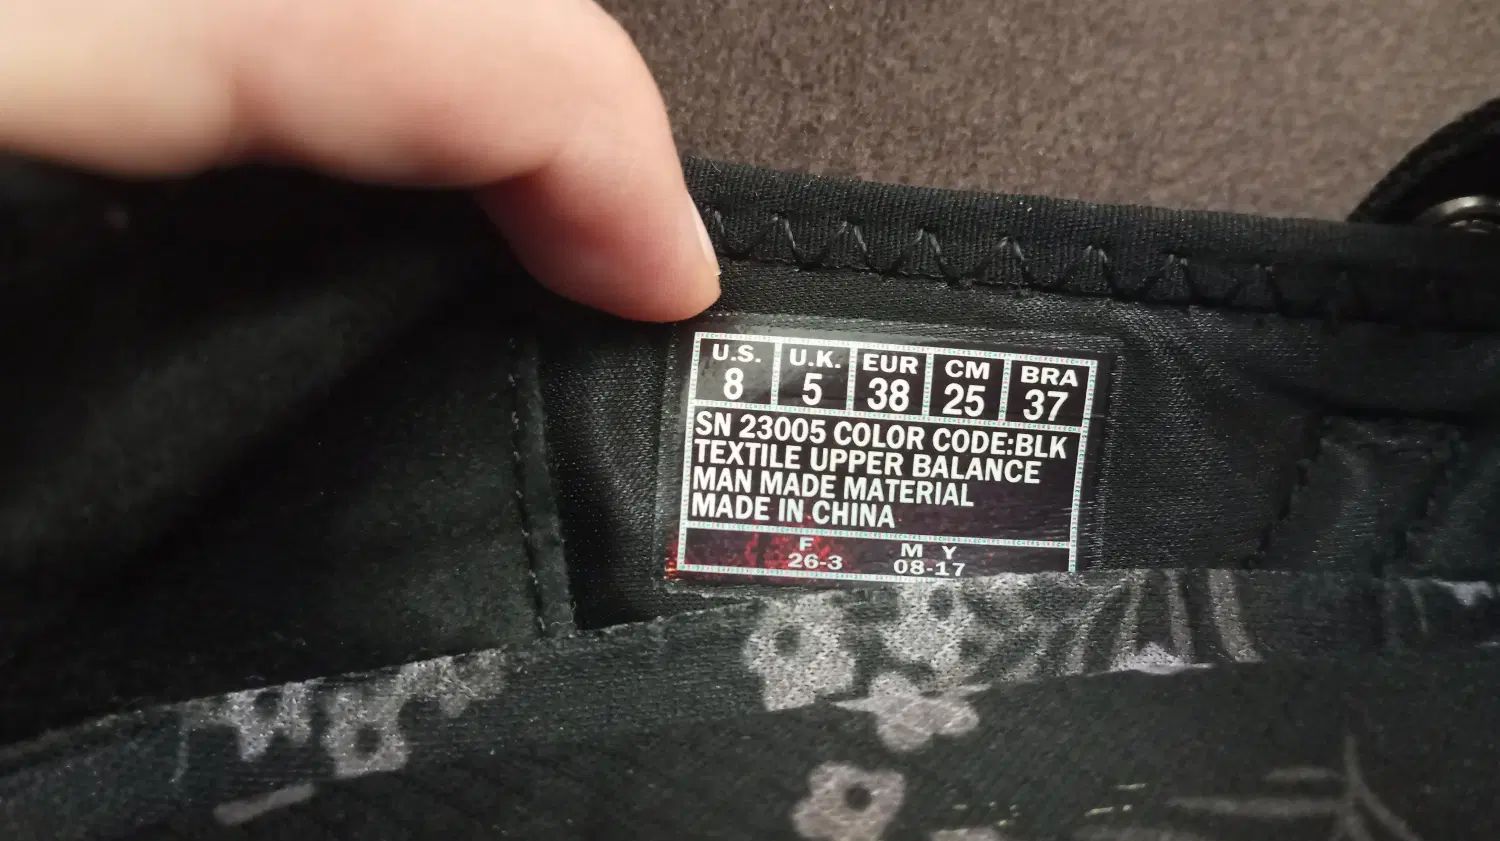 U.S. U.K. EUR CM BRA
8 5 38 25 37
SN 23005 COLOR CODE:BLK
TEXTILE UPPER BALANCE
MAN MADE MATERIAL
MADE IN CHINA
F M Y
26-3 08-17